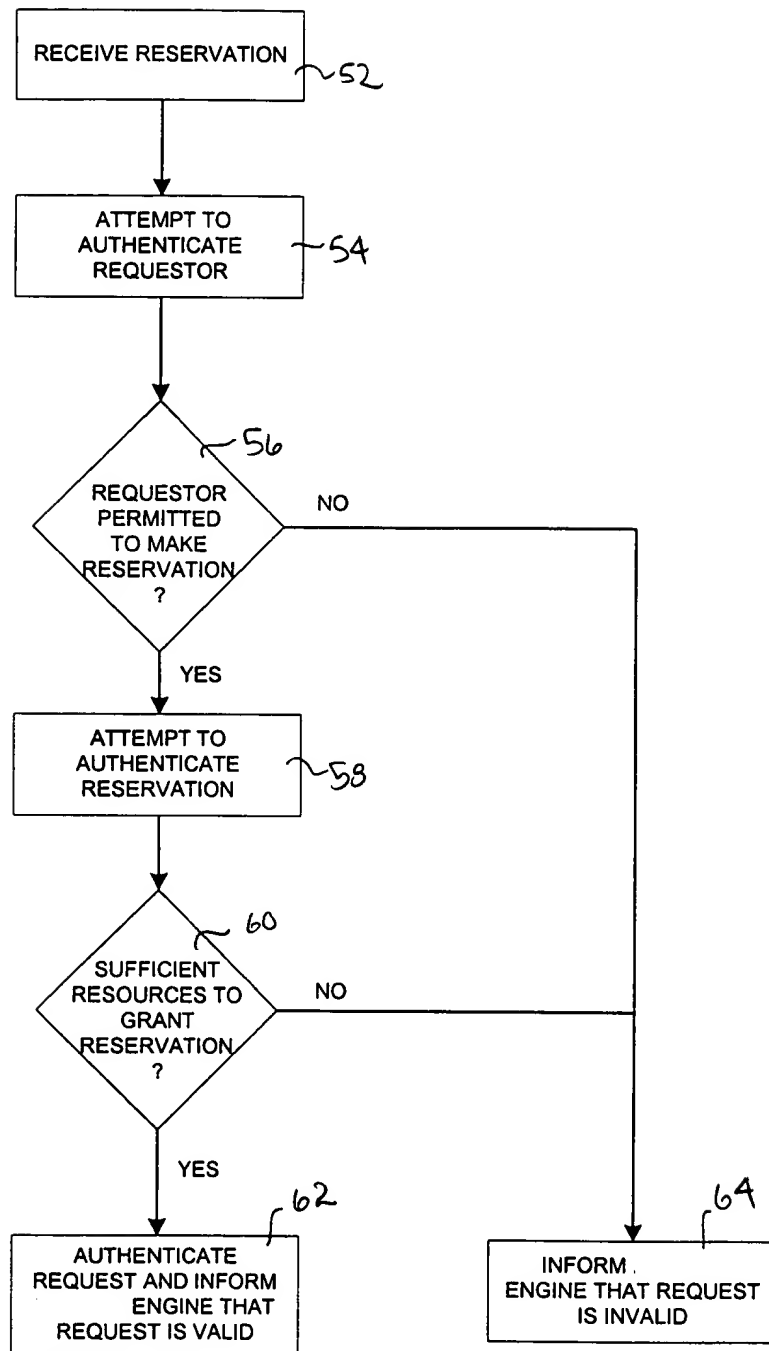 RECEIVE RESERVATION
52
ATTEMPT TO
AUTHENTICATE
REQUESTOR
54
56
REQUESTOR
PERMITTED
TO MAKE
RESERVATION
?
NO
YES
ATTEMPT TO
AUTHENTICATE
RESERVATION
58
60
SUFFICIENT
RESOURCES TO
GRANT
RESERVATION
?
NO
YES
62
AUTHENTICATE
REQUEST AND INFORM
ENGINE THAT
REQUEST IS VALID
64
INFORM
ENGINE THAT REQUEST
IS INVALID